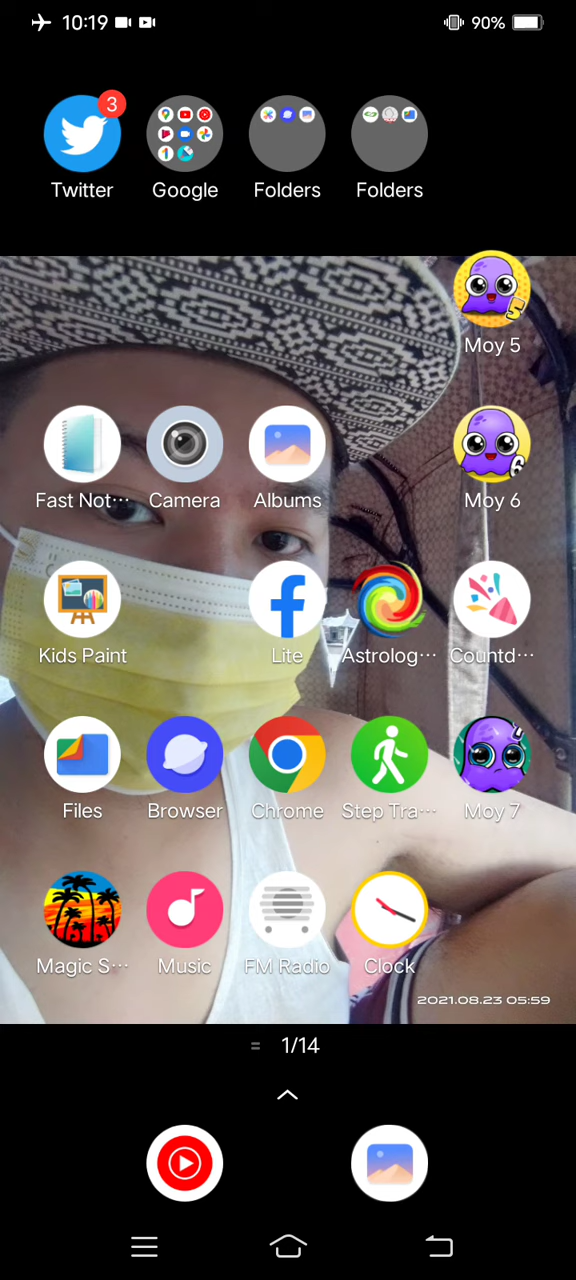 10:19
90%
3
Twitter
Google
Folders
Folders
Moy 5
Fast Not···
Camera
Albums
Moy 6
Kids Paint
Lite
Astrolog···
Countd···
Files
Browser
Chrome
Step Tra···
Moy 7
Magic S···
Music
FM Radio
Clock
2021.08.23 05:59
= 1/14